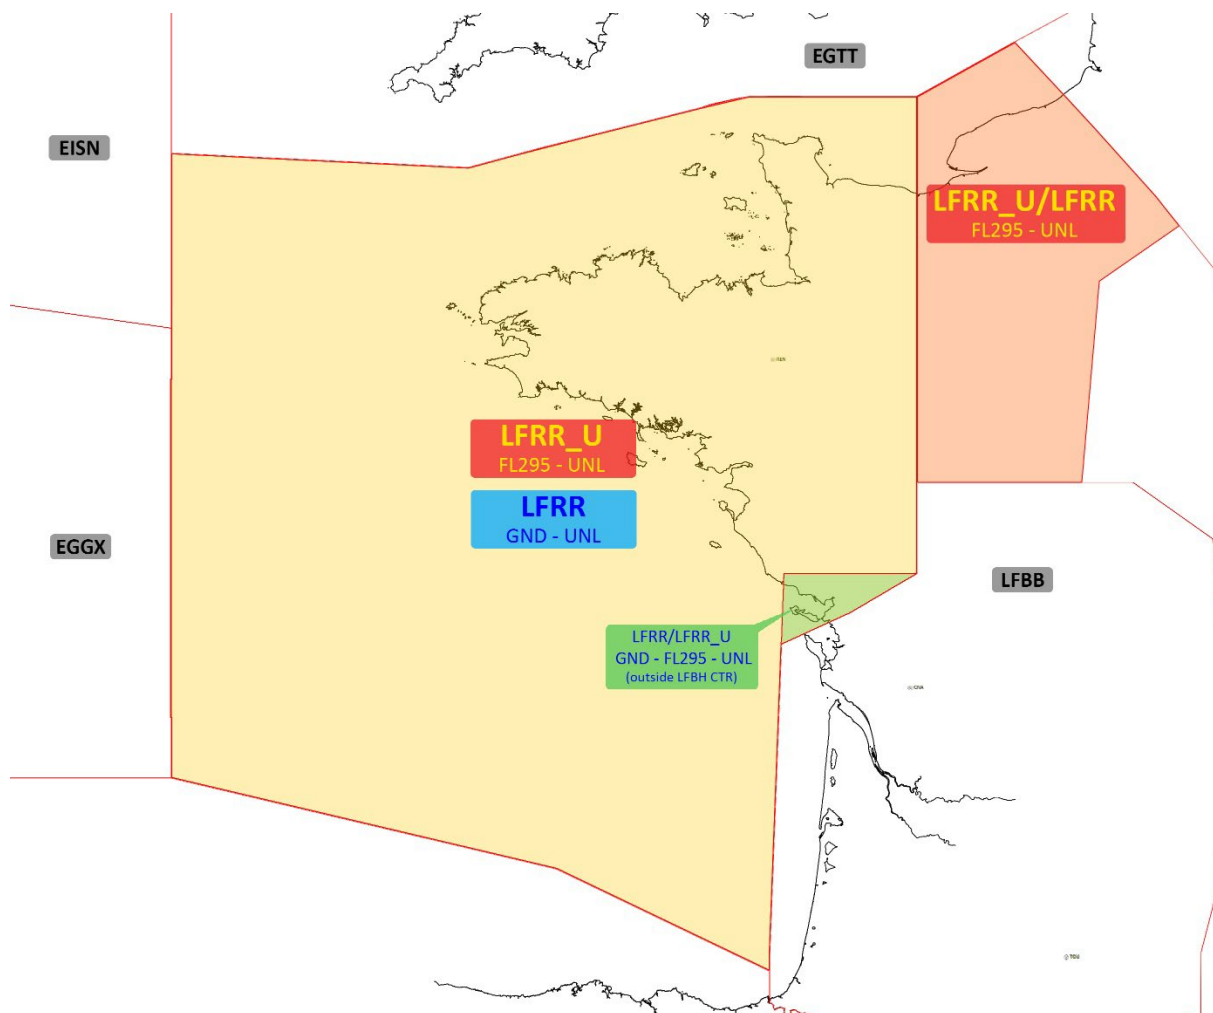 EGTT
EISN
LFRR_U/LFRR
FL295 - UNL
LFRR_U
FL295 - UNL
LFRR
GND - UNL
EGGX
LFBB
LFRR/LFRR_U
GND - FL295 - UNL
(outside LFBH CTR)